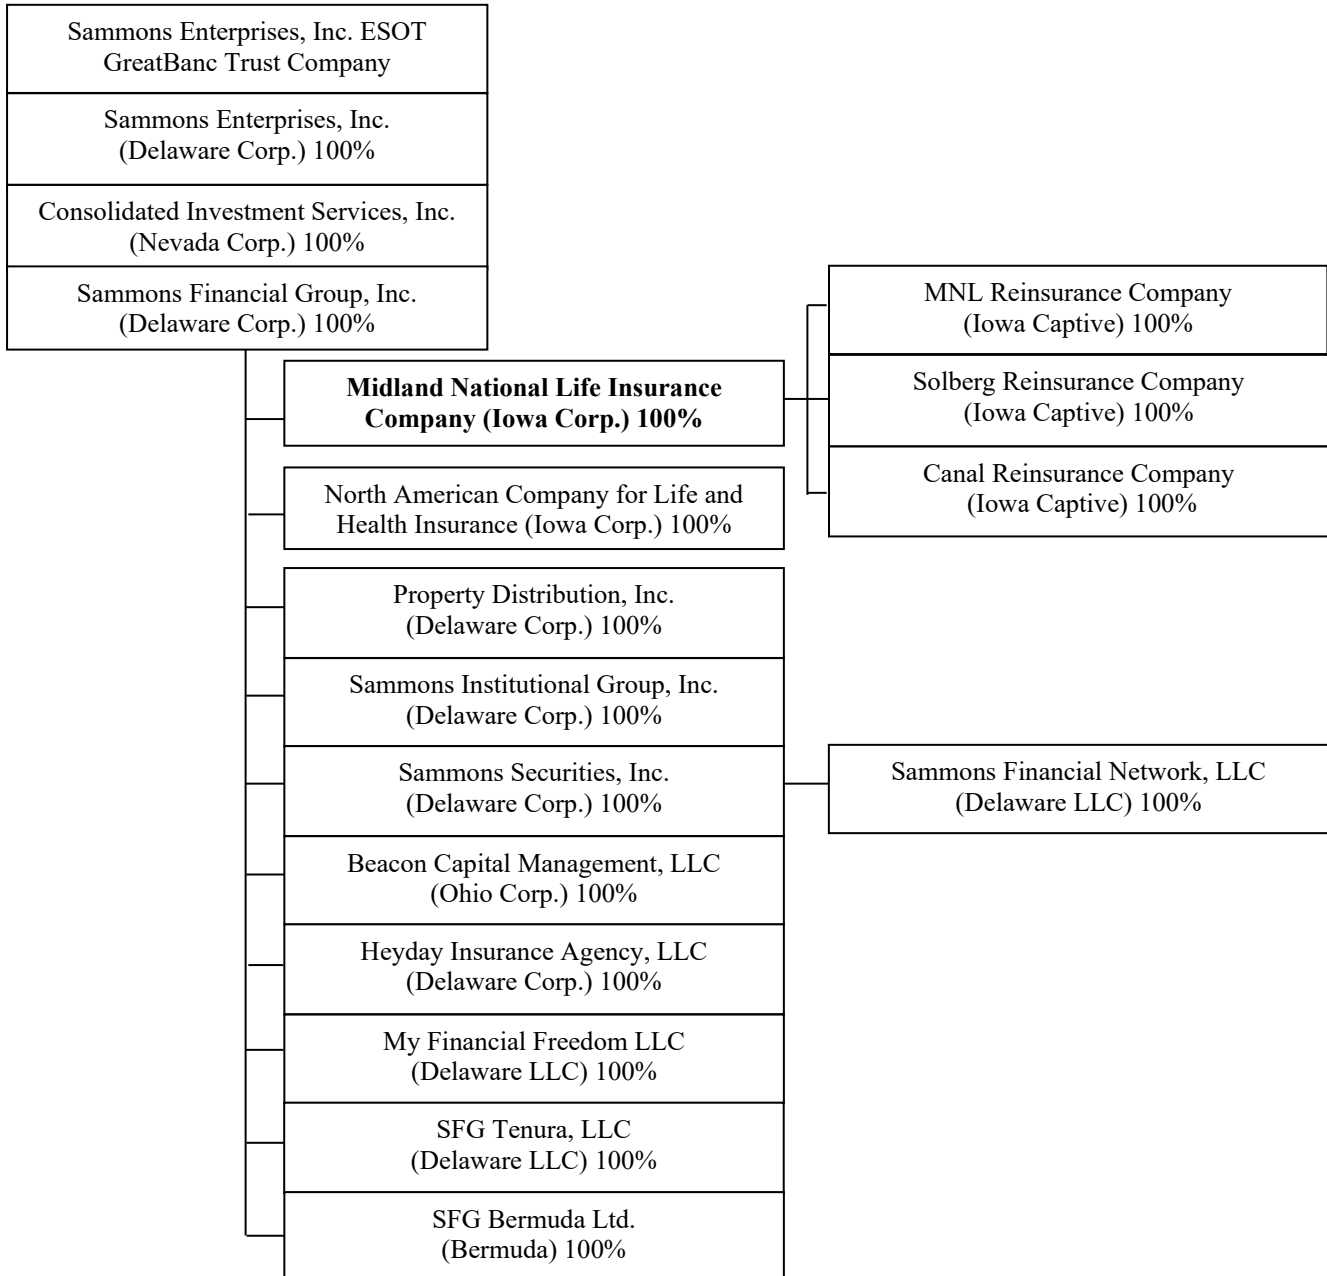 Sammons Enterprises, Inc. ESOT
GreatBanc Trust Company
Sammons Enterprises, Inc.
(Delaware Corp.) 100%
Consolidated Investment Services, Inc.
(Nevada Corp.) 100%
Sammons Financial Group, Inc.
(Delaware Corp.) 100%
Midland National Life Insurance
Company (Iowa Corp.) 100%
MNL Reinsurance Company
(Iowa Captive) 100%
Solberg Reinsurance Company
(Iowa Captive) 100%
Canal Reinsurance Company
(Iowa Captive) 100%
North American Company for Life and
Health Insurance (Iowa Corp.) 100%
Property Distribution, Inc.
(Delaware Corp.) 100%
Sammons Institutional Group, Inc.
(Delaware Corp.) 100%
Sammons Securities, Inc.
(Delaware Corp.) 100%
Sammons Financial Network, LLC
(Delaware LLC) 100%
Beacon Capital Management, LLC
(Ohio Corp.) 100%
Heyday Insurance Agency, LLC
(Delaware Corp.) 100%
My Financial Freedom LLC
(Delaware LLC) 100%
SFG Tenura, LLC
(Delaware LLC) 100%
SFG Bermuda Ltd.
(Bermuda) 100%